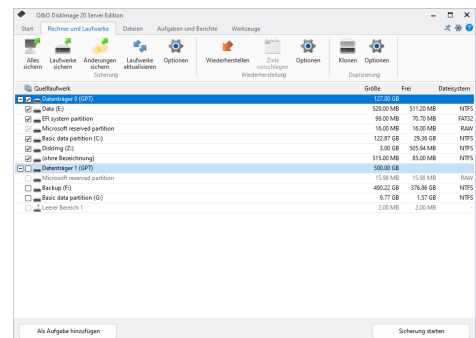 O&O DiskImage 20 Server Edition
Start Rechner und Laufwerke Dateien Aufgaben und Berichte Werkzeuge
Alles sichern Laufwerke sichern Änderungen sichern Laufwerke aktualisieren Optionen Wiederherstellen Ziele vorschlagen Optionen Klonen Optionen
Sicherung Wiederherstellung Duplizierung
Quelllaufwerk Größe Frei Dateisystem
Datenträger 0 (GPT) 127.00 GB
Data (E:) 529.00 MB 511.20 MB NTFS
EFI system partition 99.00 MB 70.70 MB FAT32
Microsoft reserved partition 16.00 MB 16.00 MB RAW
Basic data partition (C:) 122.87 GB 29.36 GB NTFS
DiskImg (Z:) 3.00 GB 505.94 MB NTFS
(ohne Bezeichnung) 515.00 MB 85.00 MB NTFS
Datenträger 1 (GPT) 500.00 GB
Microsoft reserved partition 15.98 MB 15.98 MB RAW
Backup (F:) 490.22 GB 376.86 GB NTFS
Basic data partition (G:) 9.77 GB 1.57 GB NTFS
Leerer Bereich 1 2.00 MB 2.00 MB -
Als Aufgabe hinzufügen Sicherung starten